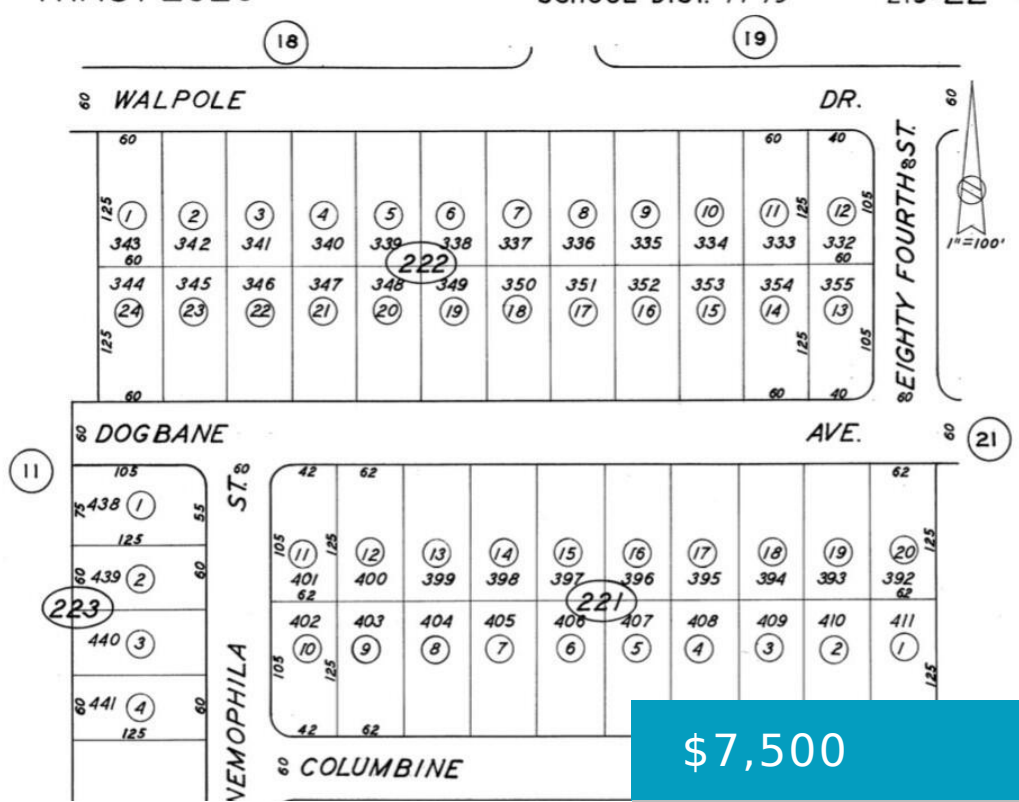 18
19
60 WALPOLE DR. 60
60 60 40
EIGHTY FOURTH ST.
60
125 125 105
1 2 3 4 5 6 7 8 9 10 11 12
343 342 341 340 339 338 337 336 335 334 333 332
1"=100'
60 222 60
344 345 346 347 348 349 350 351 352 353 354 355
24 23 22 21 20 19 18 17 16 15 14 13
125 125 105
60 60 40 60
60 DOGBANE AVE. 60
21
11
105 ST. 60 42 62 62
75 438 1 55
125
105 125 125
11 12 13 14 15 16 17 18 19 20
60 439 2 60
401 400 399 398 397 396 395 394 393 392
62 62
223 221
402 403 404 405 406 407 408 409 410 411
440 3
10 9 8 7 6 5 4 3 2 1
105 125 125
60 441 4 60
125
42 62
NEMOPHILA
60 COLUMBINE
$7,500